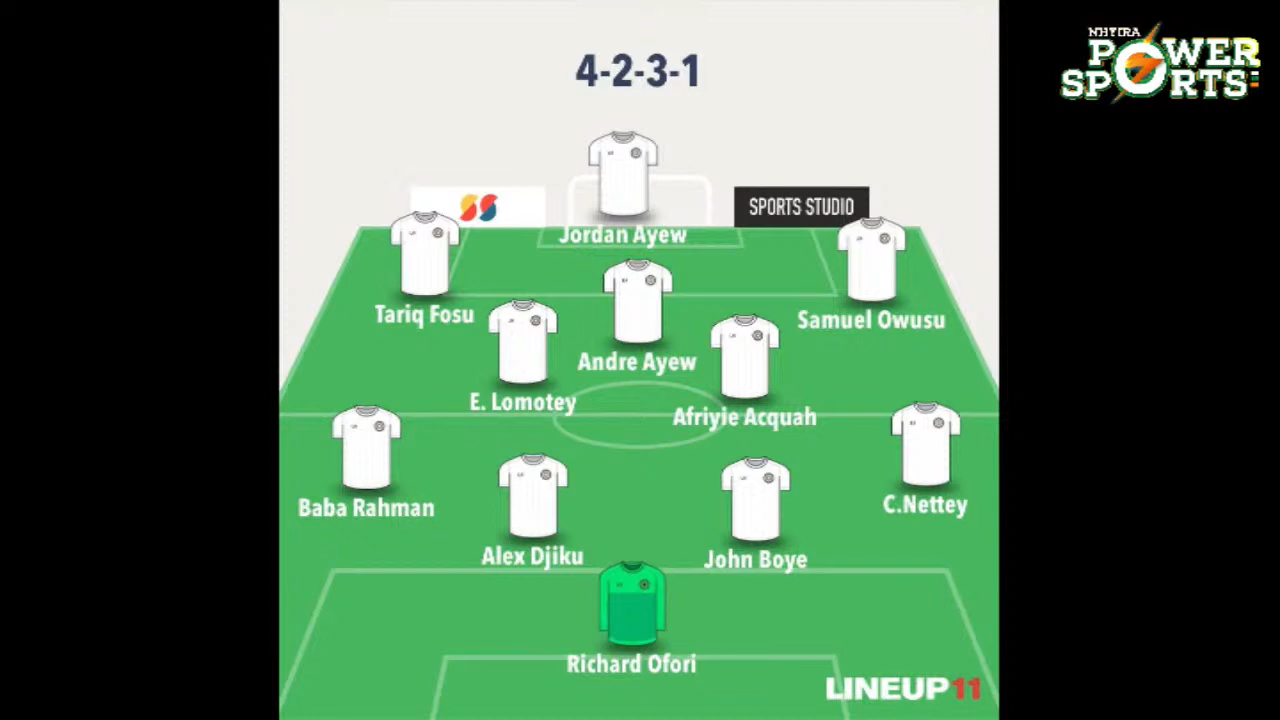 NHYIRA
POWER
SPORTS
4-2-3-1
SPORTS STUDIO
Jordan Ayew
Tariq Fosu
Samuel Owusu
Andre Ayew
E. Lomotey
Afriyie Acquah
Baba Rahman
C.Nettey
Alex Djiku
John Boye
Richard Ofori
LINEUP11